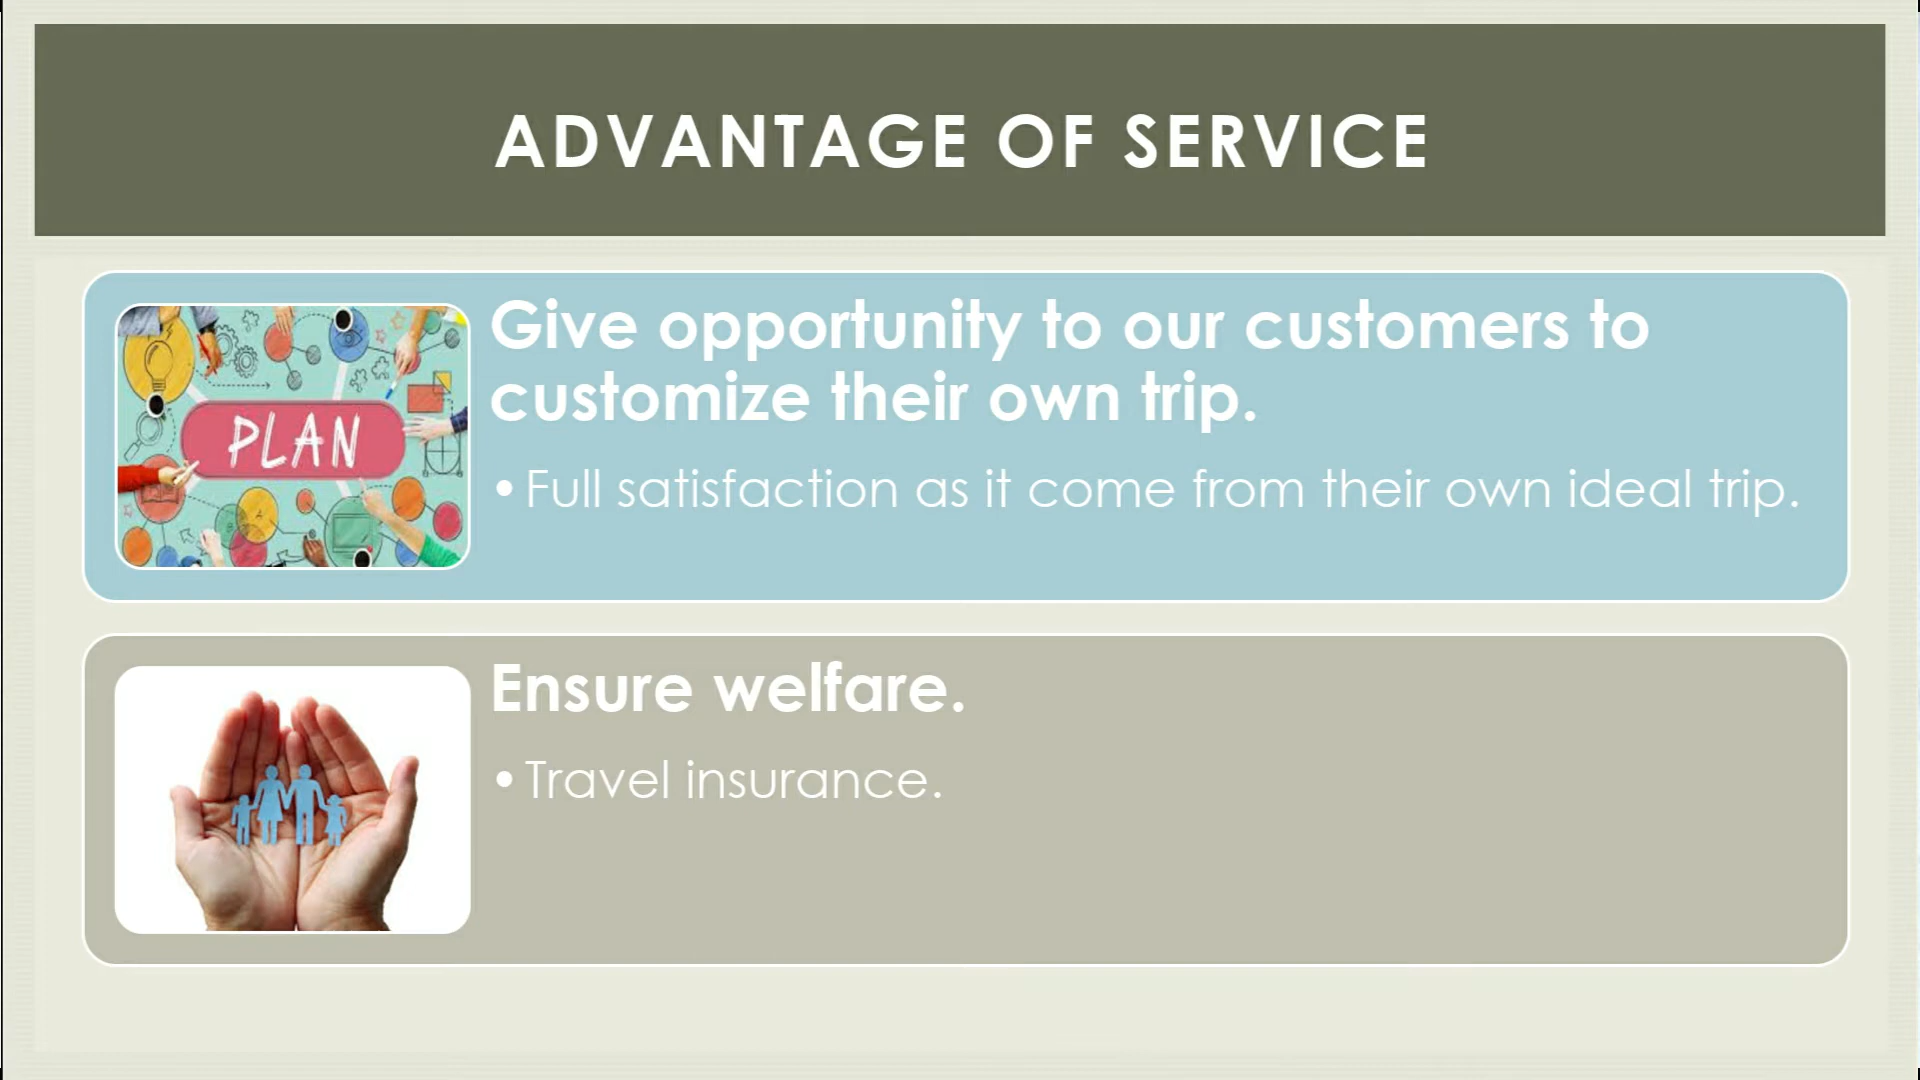 ADVANTAGE OF SERVICE
PLAN
Give opportunity to our customers to
customize their own trip.
• Full satisfaction as it come from their own ideal trip.
Ensure welfare.
• Travel insurance.